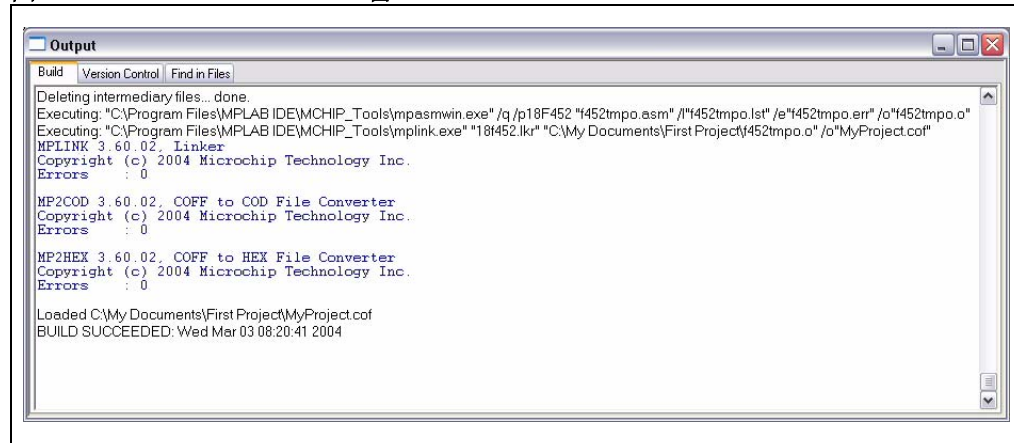 Output
Build Version Control Find in Files
Deleting intermediary files... done.
Executing: "C:\Program Files\MPLAB IDE\MCHIP_Tools\mpasmwin.exe" /q /p18F452 "f452tmpo.asm" /l"f452tmpo.lst" /e"f452tmpo.err" /o"f452tmpo.o"
Executing: "C:\Program Files\MPLAB IDE\MCHIP_Tools\mplink.exe" "18f452.lkr" "C:\My Documents\First Project\f452tmpo.o" /o"MyProject.cof"
MPLINK 3.60.02, Linker
Copyright (c) 2004 Microchip Technology Inc.
Errors : 0
MP2COD 3.60.02, COFF to COD File Converter
Copyright (c) 2004 Microchip Technology Inc.
Errors : 0
MP2HEX 3.60.02, COFF to HEX File Converter
Copyright (c) 2004 Microchip Technology Inc.
Errors : 0
Loaded C:\My Documents\First Project\MyProject.cof
BUILD SUCCEEDED: Wed Mar 03 08:20:41 2004